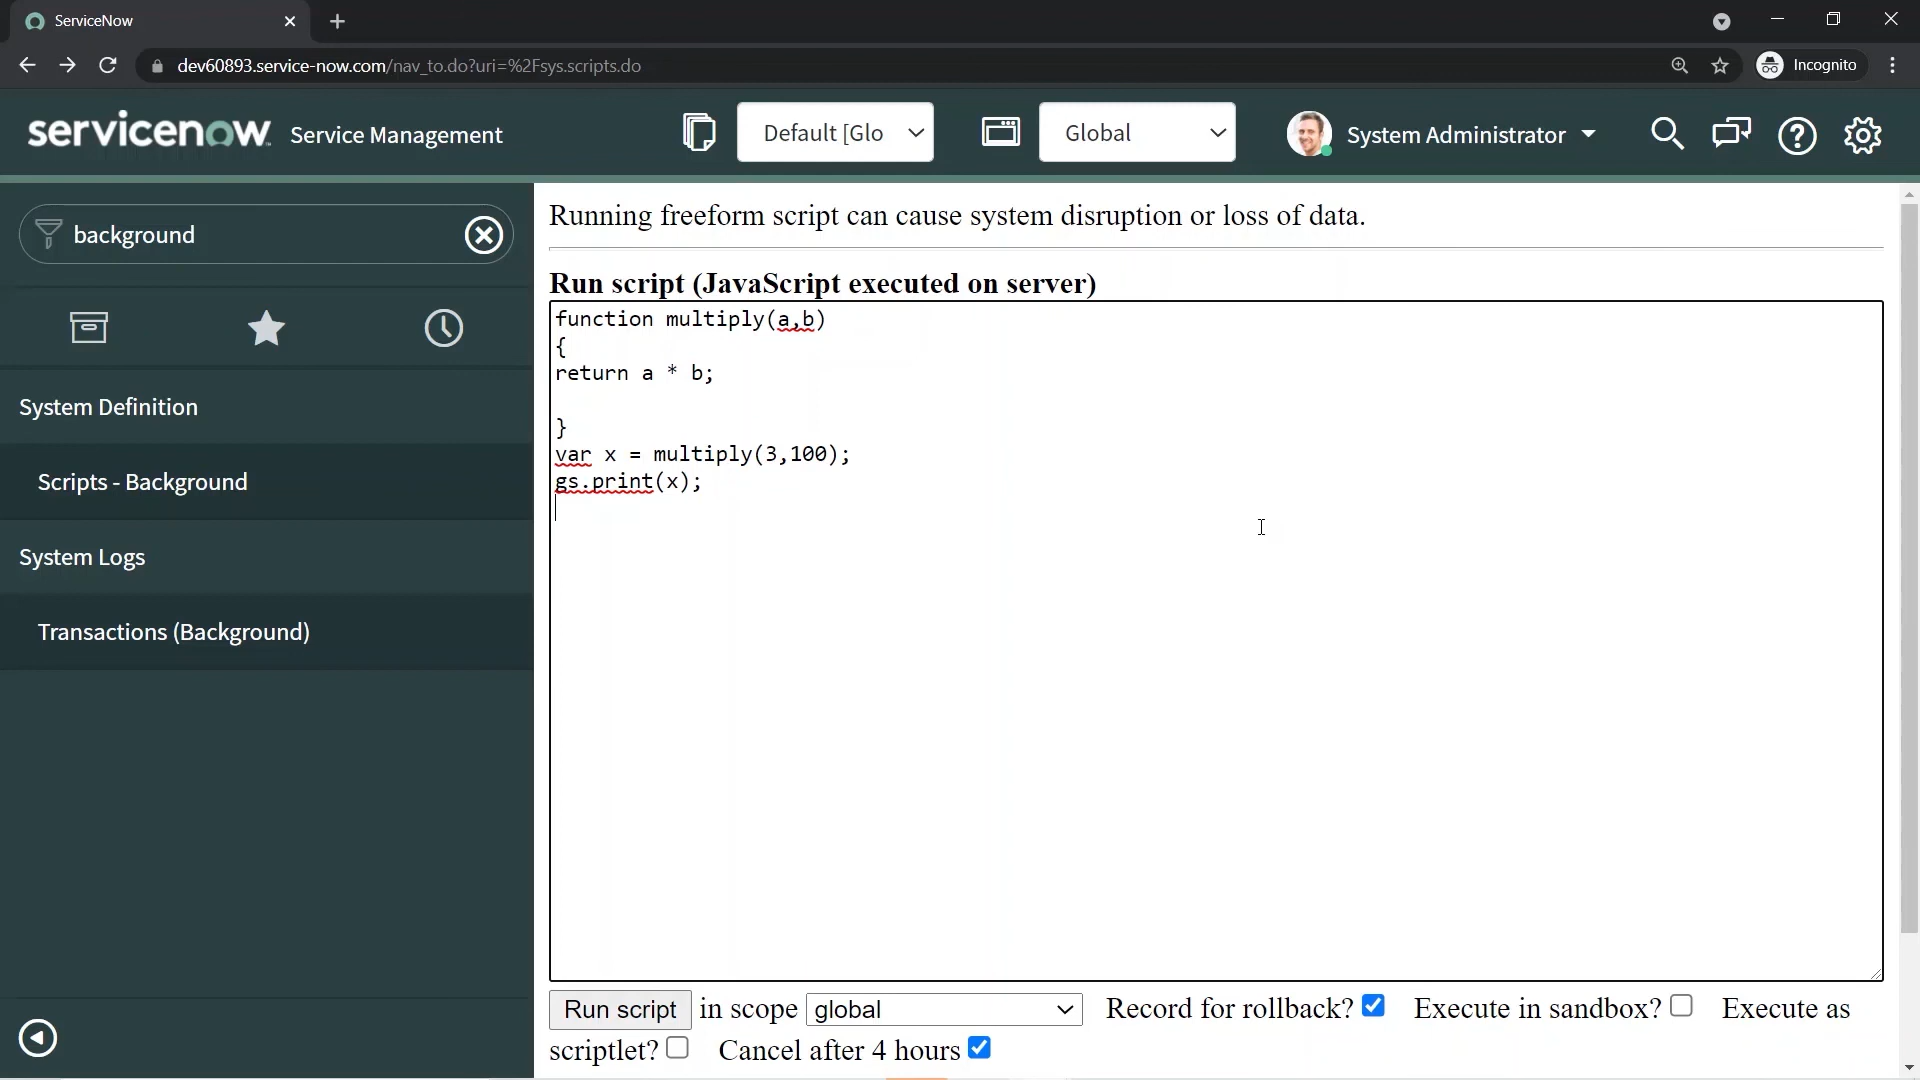 ServiceNow
dev60893.service-now.com/nav_to.do?uri=%2Fsys.scripts.do
Incognito
servicenow. Service Management
Default [Glo
Global
System Administrator
background
System Definition
Scripts - Background
System Logs
Transactions (Background)
Running freeform script can cause system disruption or loss of data.
Run script (JavaScript executed on server)
function multiply(a,b)
{
return a * b;
}
var x = multiply(3,100);
gs.print(x);
Run script in scope global Record for rollback? Execute in sandbox? Execute as
scriptlet? Cancel after 4 hours